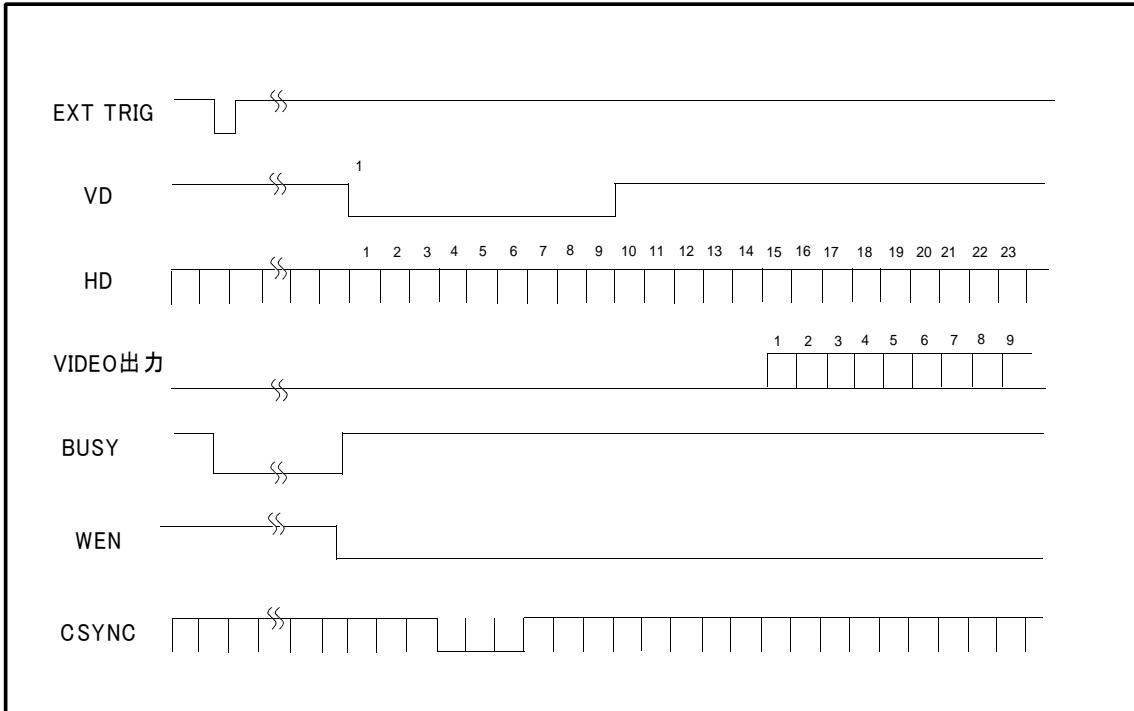 EXT TRIG
1
VD
1 2 3 4 5 6 7 8 9 10 11 12 13 14 15 16 17 18 19 20 21 22 23
HD
1 2 3 4 5 6 7 8 9
VIDEO出力
BUSY
WEN
CSYNC